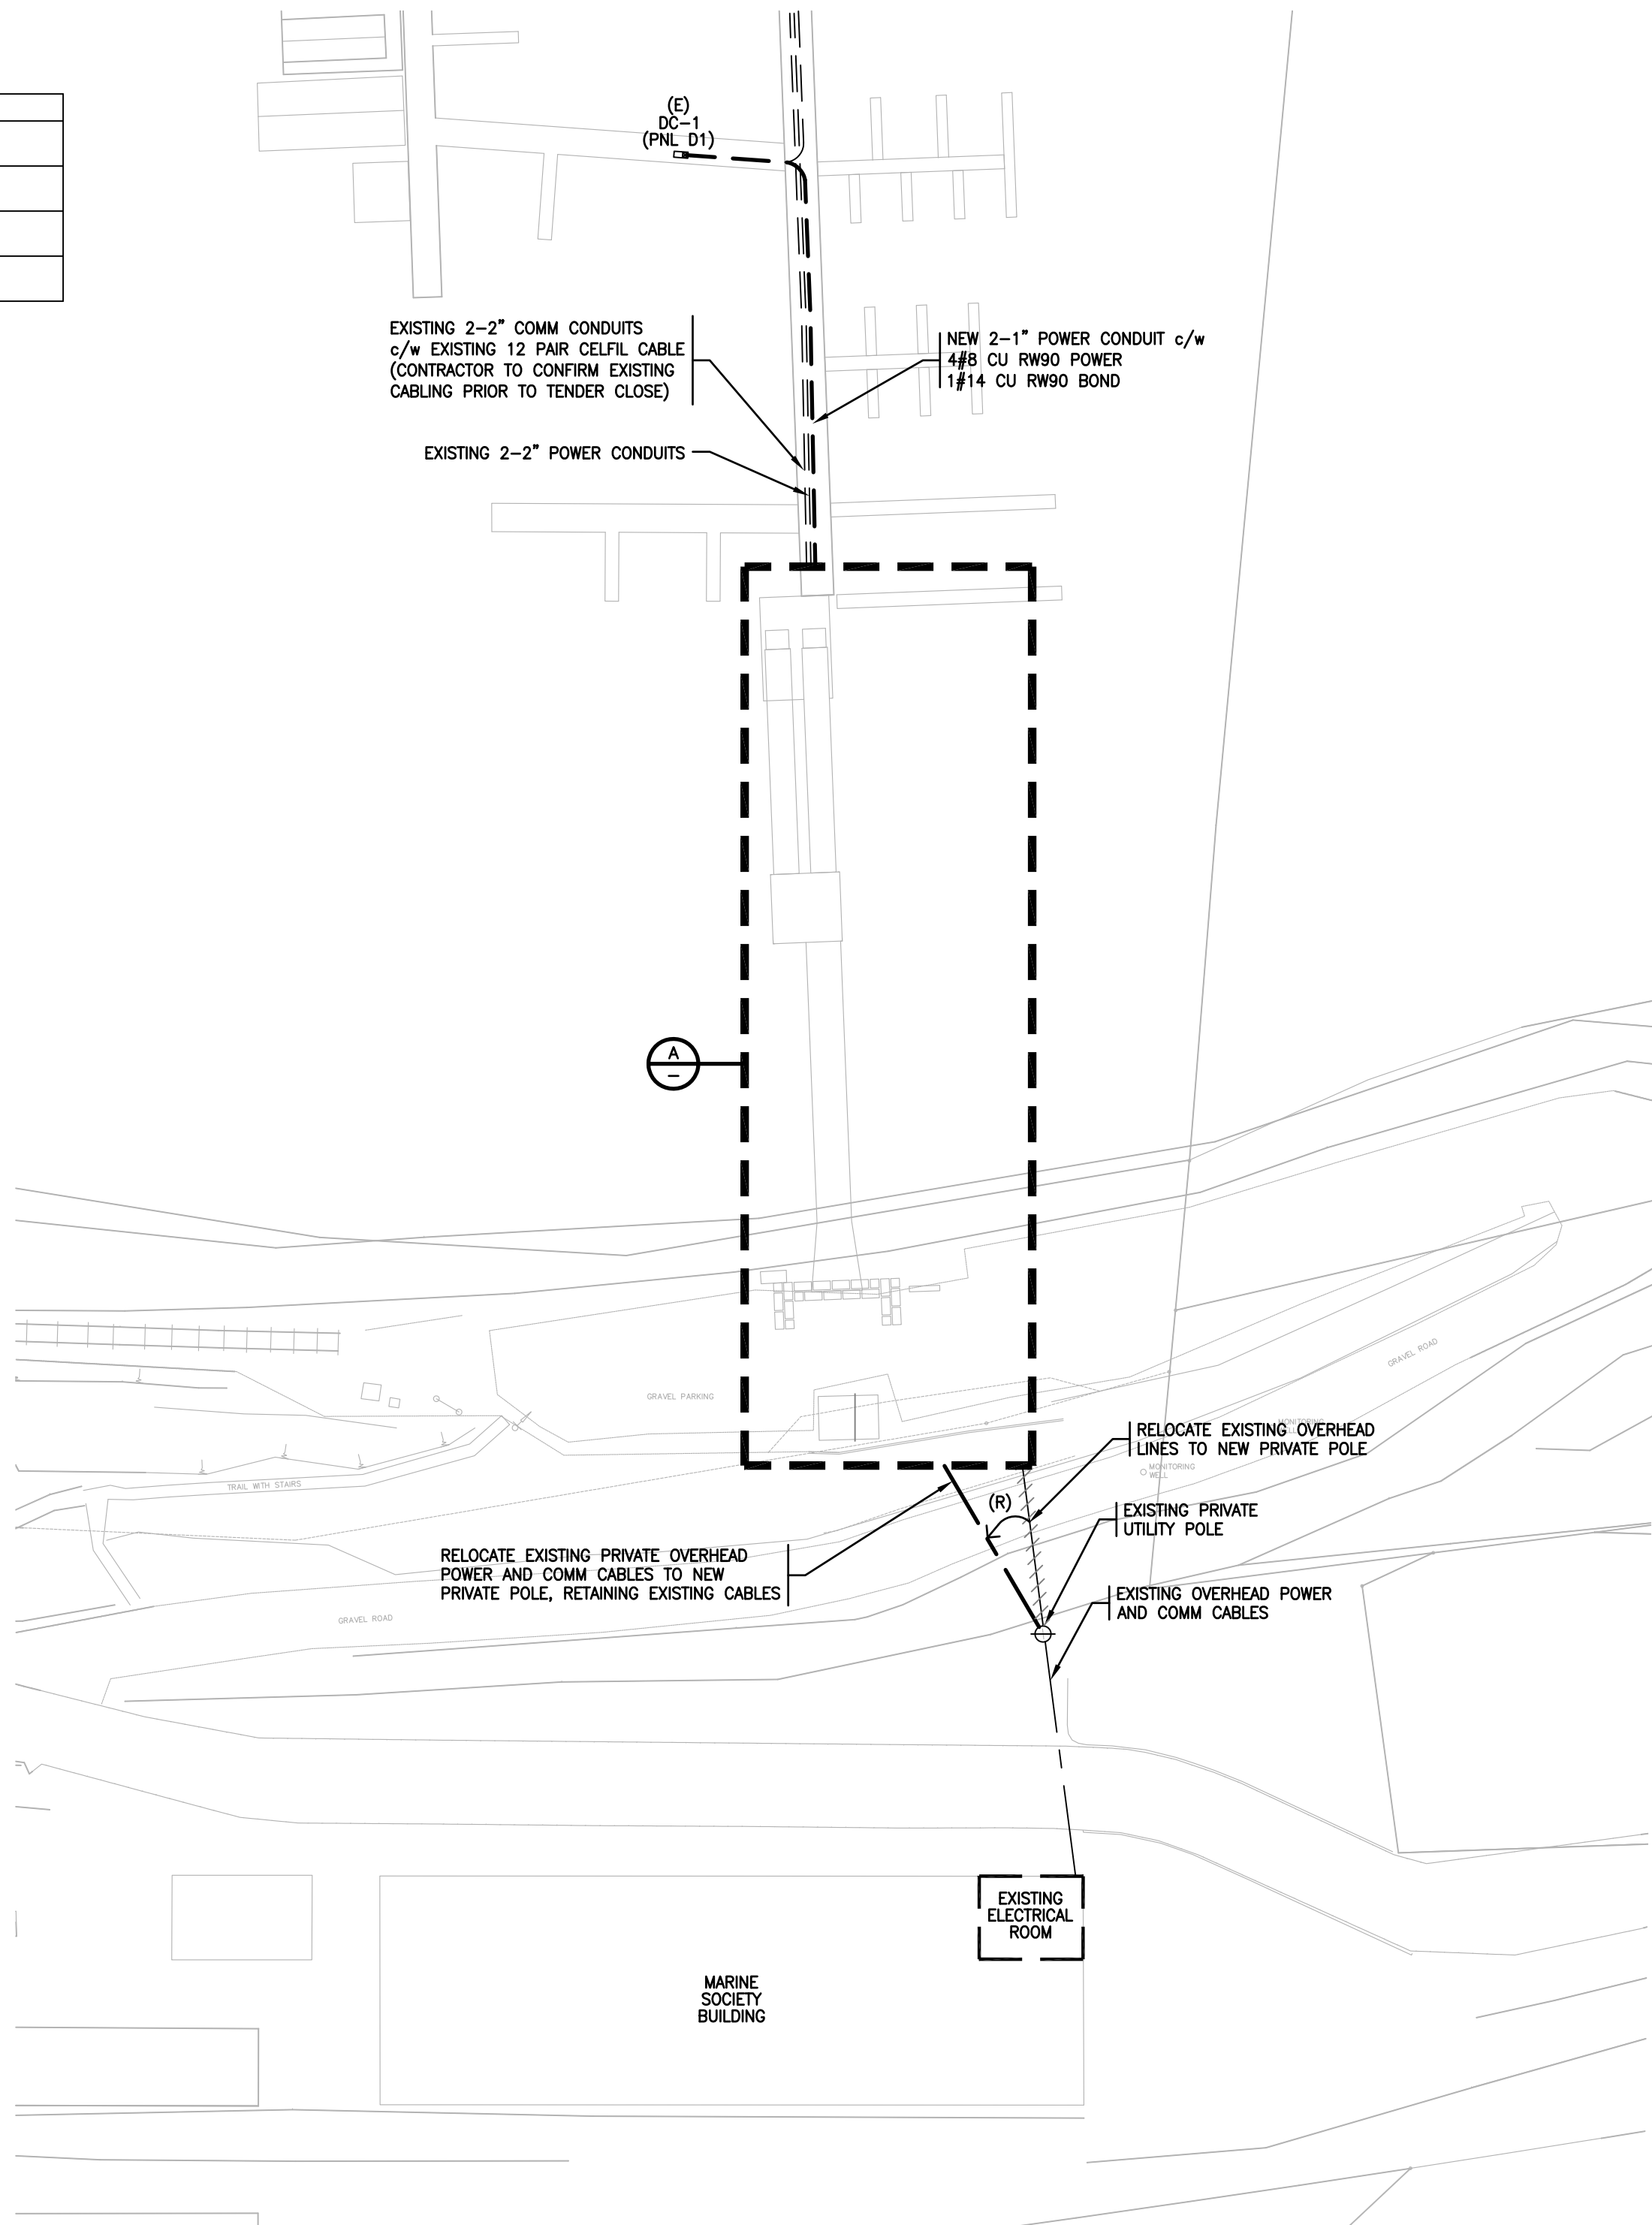 (E)
DC-1
(PNL D1)
EXISTING 2-2" COMM CONDUITS
c/w EXISTING 12 PAIR CELFIL CABLE
(CONTRACTOR TO CONFIRM EXISTING
CABLING PRIOR TO TENDER CLOSE)
NEW 2-1" POWER CONDUIT c/w
4#8 CU RW90 POWER
1#14 CU RW90 BOND
EXISTING 2-2" POWER CONDUITS
A
-
GRAVEL ROAD
GRAVEL PARKING
MONITORING
WELL
RELOCATE EXISTING OVERHEAD
LINES TO NEW PRIVATE POLE
MONITORING
WELL
TRAIL WITH STAIRS
(R)
EXISTING PRIVATE
UTILITY POLE
RELOCATE EXISTING PRIVATE OVERHEAD
POWER AND COMM CABLES TO NEW
PRIVATE POLE, RETAINING EXISTING CABLES
EXISTING OVERHEAD POWER
AND COMM CABLES
GRAVEL ROAD
EXISTING
ELECTRICAL
ROOM
MARINE
SOCIETY
BUILDING